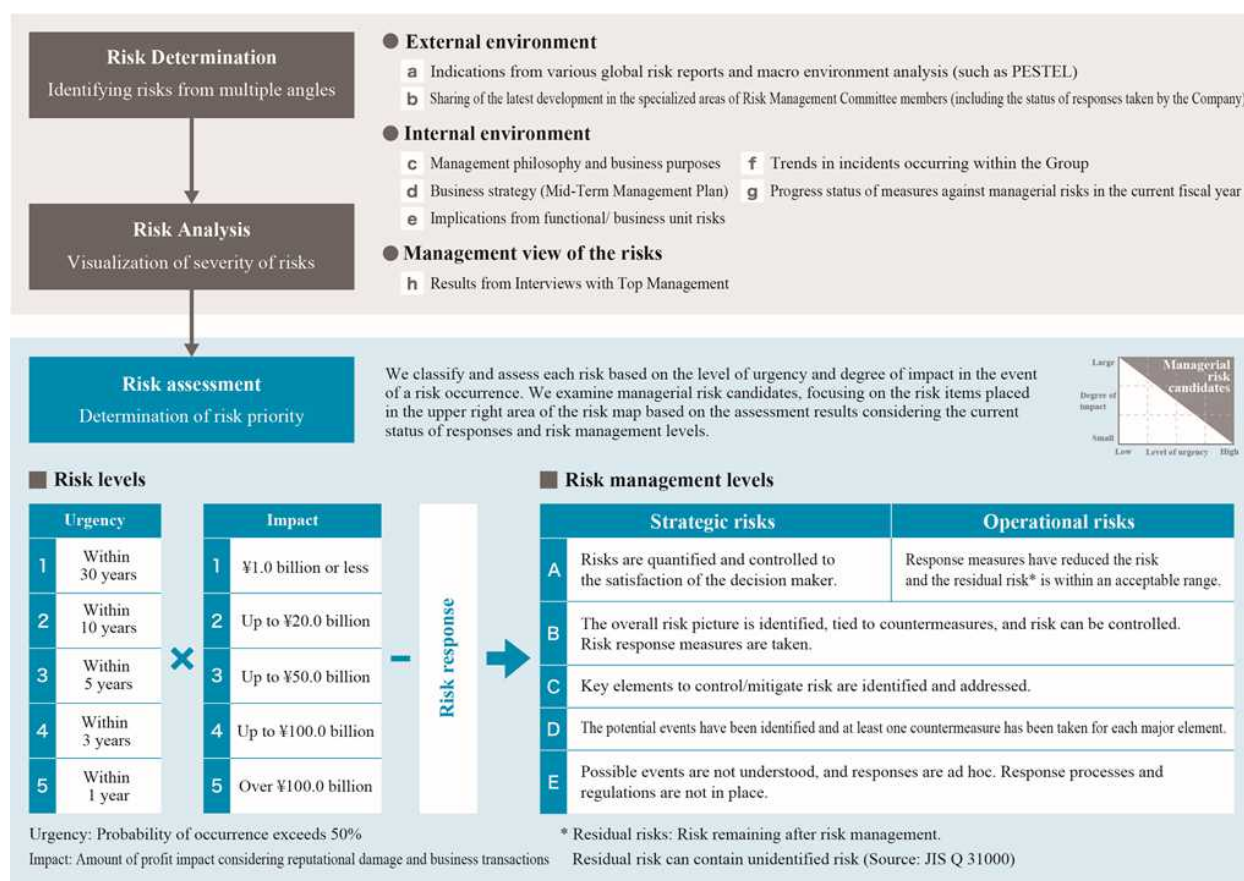 Risk Determination
Identifying risks from multiple angles
Risk Analysis
Visualization of severity of risks
External environment
a Indications from various global risk reports and macro environment analysis (such as PESTEL)
b Sharing of the latest development in the specialized areas of Risk Management Committee members (including the status of responses taken by the Company)
Internal environment
c Management philosophy and business purposes
d Business strategy (Mid-Term Management Plan)
e Implications from functional/ business unit risks
f Trends in incidents occurring within the Group
g Progress status of measures against managerial risks in the current fiscal year
Management view of the risks
h Results from Interviews with Top Management
Risk assessment
Determination of risk priority
We classify and assess each risk based on the level of urgency and degree of impact in the event
of a risk occurrence. We examine managerial risk candidates, focusing on the risk items placed
in the upper right area of the risk map based on the assessment results considering the current
status of responses and risk management levels.
Large
Degree of
impact
Small
Managerial
risk
candidates
Low Level of urgency High
Risk levels
Urgency
1 Within
30 years
2 Within
10 years
3 Within
5 years
4 Within
3 years
5 Within
1 year
×
Impact
1 ¥1.0 billion or less
2 Up to ¥20.0 billion
3 Up to ¥50.0 billion
4 Up to ¥100.0 billion
5 Over ¥100.0 billion
−
Risk response
Risk management levels
Strategic risks Operational risks
A Risks are quantified and controlled to
the satisfaction of the decision maker.
Response measures have reduced the risk
and the residual risk* is within an acceptable range.
B The overall risk picture is identified, tied to countermeasures, and risk can be controlled.
Risk response measures are taken.
C Key elements to control/mitigate risk are identified and addressed.
D The potential events have been identified and at least one countermeasure has been taken for each major element.
E Possible events are not understood, and responses are ad hoc. Response processes and
regulations are not in place.
Urgency: Probability of occurrence exceeds 50%
Impact: Amount of profit impact considering reputational damage and business transactions
* Residual risks: Risk remaining after risk management.
Residual risk can contain unidentified risk (Source: JIS Q 31000)